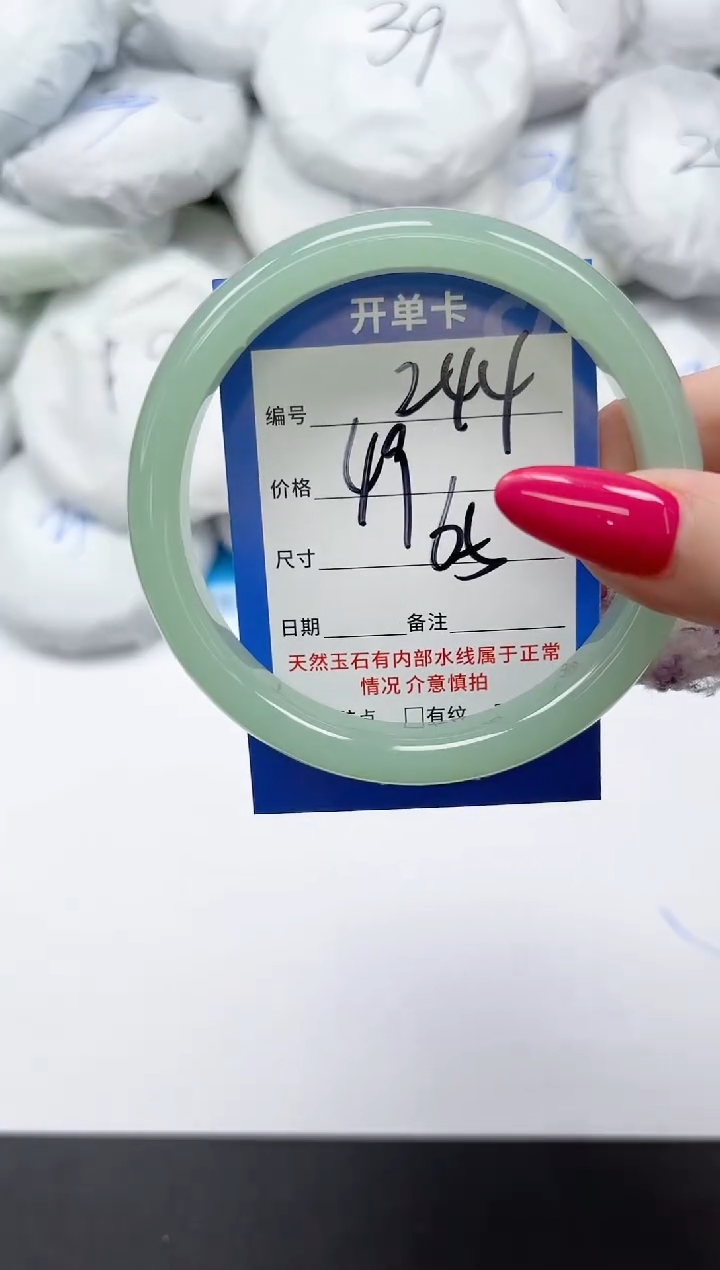 39
开单卡
编号 244
价格 49
尺寸 65
日期 备注
天然玉石有内部水线属于正常
情况 介意慎拍
□有纹